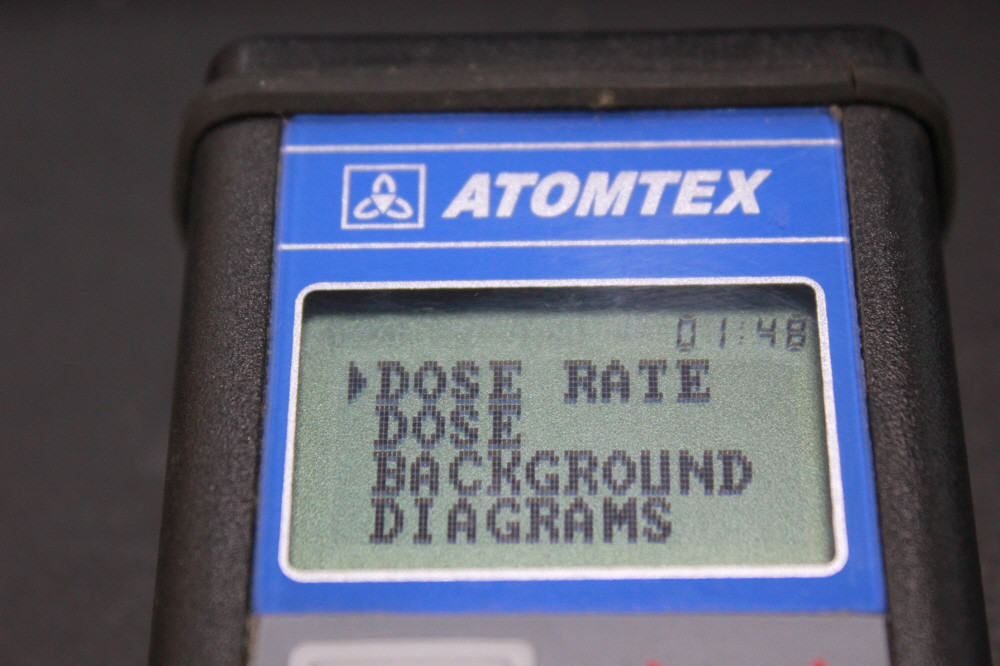 ATOMTEX
01:48
DOSE RATE
DOSE
BACKGROUND
DIAGRAMS